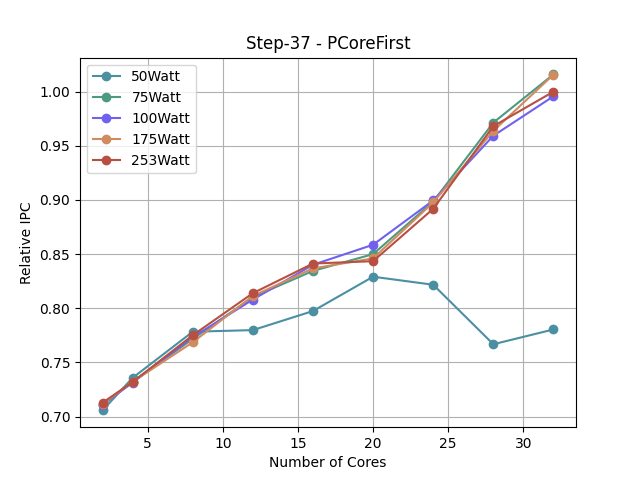 Step-37 - PCoreFirst
50Watt
75Watt
100Watt
175Watt
253Watt
1.00
0.95
0.90
0.85
0.80
0.75
0.70
Relative IPC
5 10 15 20 25 30
Number of Cores